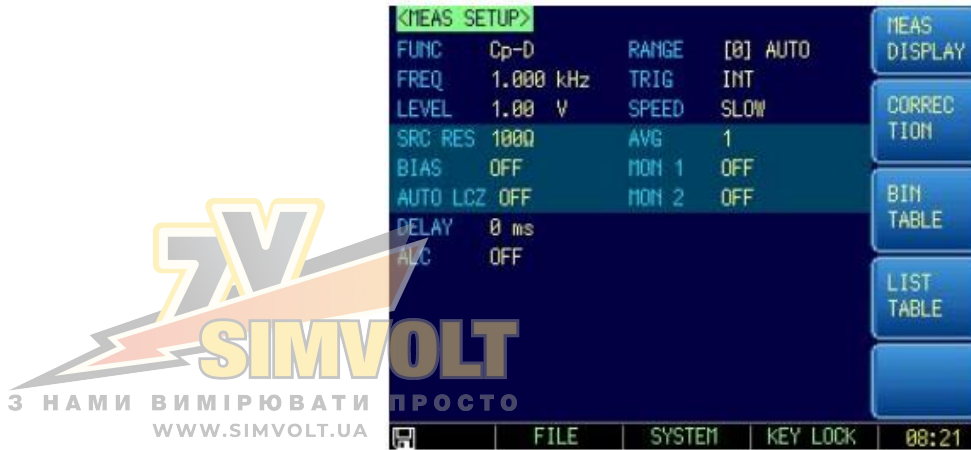 <MEAS SETUP>
FUNC Cp-D RANGE [0] AUTO
FREQ 1.000 kHz TRIG INT
LEVEL 1.00 V SPEED SLOW
SRC RES 100Ω AVG 1
BIAS OFF MON 1 OFF
AUTO LCZ OFF MON 2 OFF
DELAY 0 ms
ALC OFF
MEAS
DISPLAY
CORREC
TION
BIN
TABLE
LIST
TABLE
SIMVOLT
З НАМИ ВИМІРЮВАТИ ПРОСТО
WWW.SIMVOLT.UA
FILE SYSTEM KEY LOCK 08:21